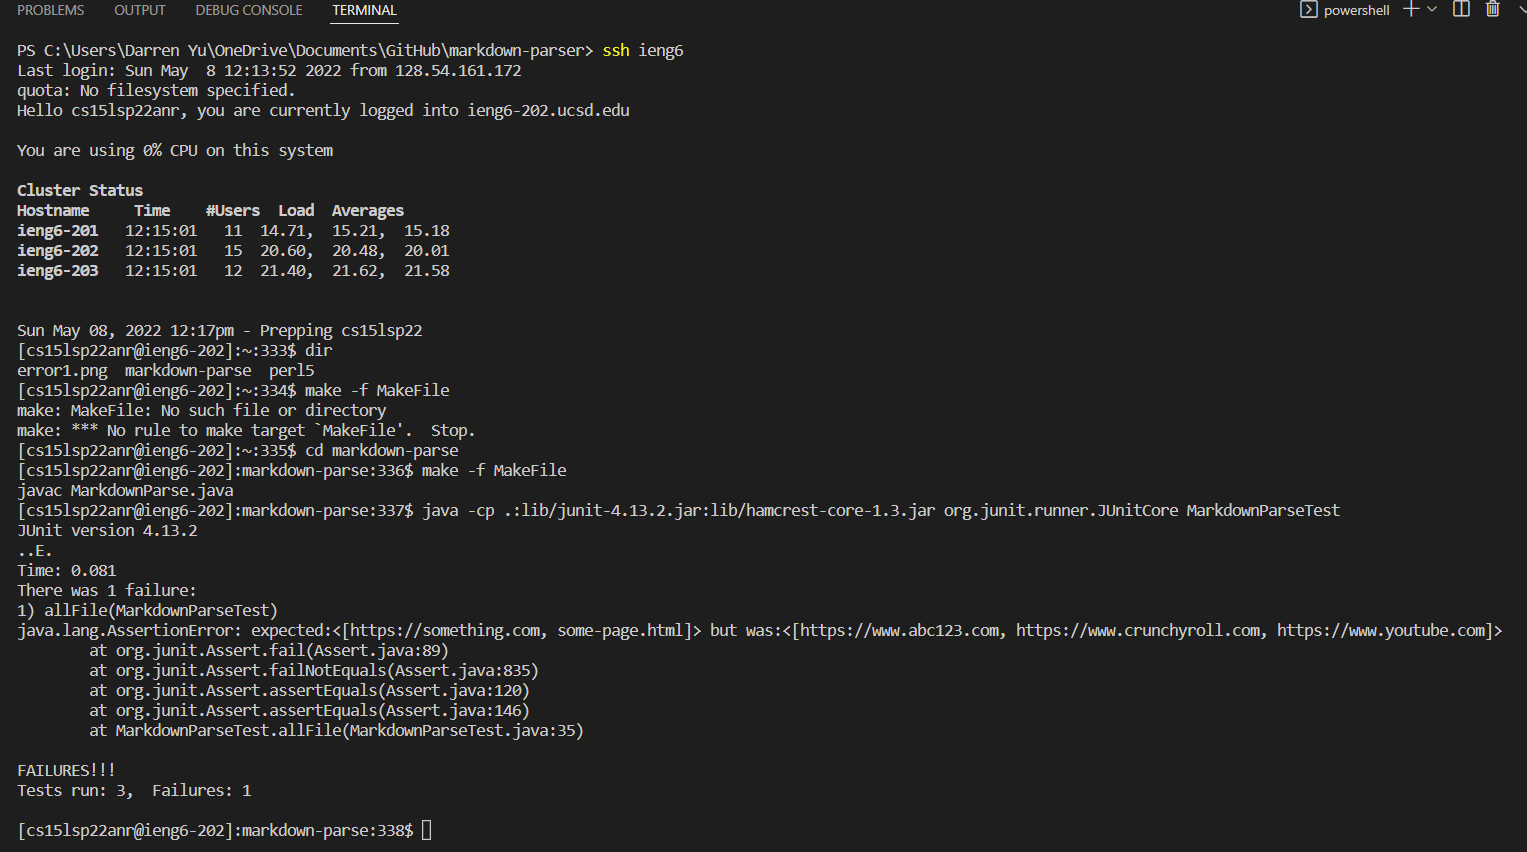 PROBLEMS OUTPUT DEBUG CONSOLE TERMINAL powershell
PS C:\Users\Darren Yu\OneDrive\Documents\GitHub\markdown-parser> ssh ieng6
Last login: Sun May  8 12:13:52 2022 from 128.54.161.172
quota: No filesystem specified.
Hello cs15lsp22anr, you are currently logged into ieng6-202.ucsd.edu
You are using 0% CPU on this system
Cluster Status
Hostname     Time    #Users  Load  Averages
ieng6-201   12:15:01   11  14.71,  15.21,  15.18
ieng6-202   12:15:01   15  20.60,  20.48,  20.01
ieng6-203   12:15:01   12  21.40,  21.62,  21.58
Sun May 08, 2022 12:17pm - Prepping cs15lsp22
[cs15lsp22anr@ieng6-202]:~:333$ dir
error1.png  markdown-parse  perl5
[cs15lsp22anr@ieng6-202]:~:334$ make -f MakeFile
make: MakeFile: No such file or directory
make: *** No rule to make target `MakeFile'.  Stop.
[cs15lsp22anr@ieng6-202]:~:335$ cd markdown-parse
[cs15lsp22anr@ieng6-202]:markdown-parse:336$ make -f MakeFile
javac MarkdownParse.java
[cs15lsp22anr@ieng6-202]:markdown-parse:337$ java -cp .:lib/junit-4.13.2.jar:lib/hamcrest-core-1.3.jar org.junit.runner.JUnitCore MarkdownParseTest
JUnit version 4.13.2
..E.
Time: 0.081
There was 1 failure:
1) allFile(MarkdownParseTest)
java.lang.AssertionError: expected:<[https://something.com, some-page.html]> but was:<[https://www.abc123.com, https://www.crunchyroll.com, https://www.youtube.com]>
        at org.junit.Assert.fail(Assert.java:89)
        at org.junit.Assert.failNotEquals(Assert.java:835)
        at org.junit.Assert.assertEquals(Assert.java:120)
        at org.junit.Assert.assertEquals(Assert.java:146)
        at MarkdownParseTest.allFile(MarkdownParseTest.java:35)
FAILURES!!!
Tests run: 3,  Failures: 1
[cs15lsp22anr@ieng6-202]:markdown-parse:338$